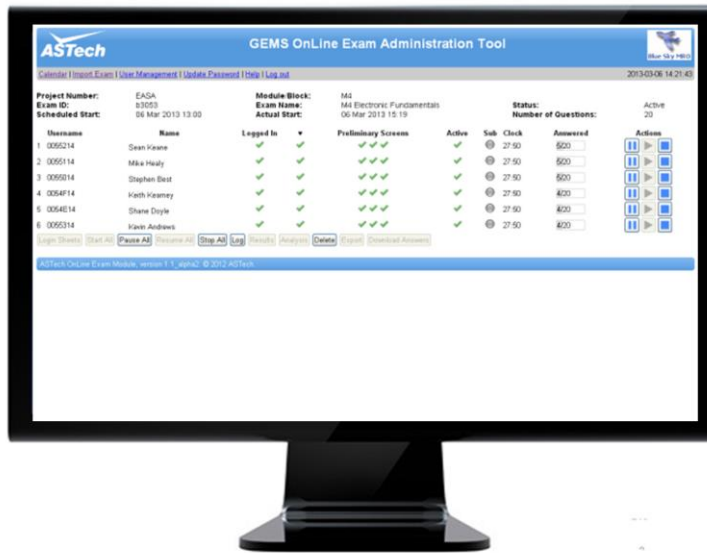 ASTech
GEMS OnLine Exam Administration Tool
Blue Sky MRO
Calendar | Import Exam | User Management | Update Password | Help | Log out
2013-03-06 14:21:43
Project Number: EASA Module/Block: M4
Exam ID: b3053 Exam Name: M4 Electronic Fundamentals Status: Active
Scheduled Start: 06 Mar 2013 13:00 Actual Start: 06 Mar 2013 15:19 Number of Questions: 20
Username Name Logged In Preliminary Screens Active Sub Clock Answered Actions
1 0055214 Sean Keane 27:50 5/20
2 0055114 Mike Healy 27:50 5/20
3 0055014 Stephen Best 27:50 5/20
4 0054F14 Keith Kearney 27:50 4/20
5 0054E14 Shane Doyle 27:50 4/20
6 0055314 Kevin Andrews 27:50 4/20
Login Sheets Start All Pause All Resume All Stop All Log Results Analysis Delete Export Download Answers
ASTech OnLine Exam Module, version 1.1_alpha2 © 2012 ASTech